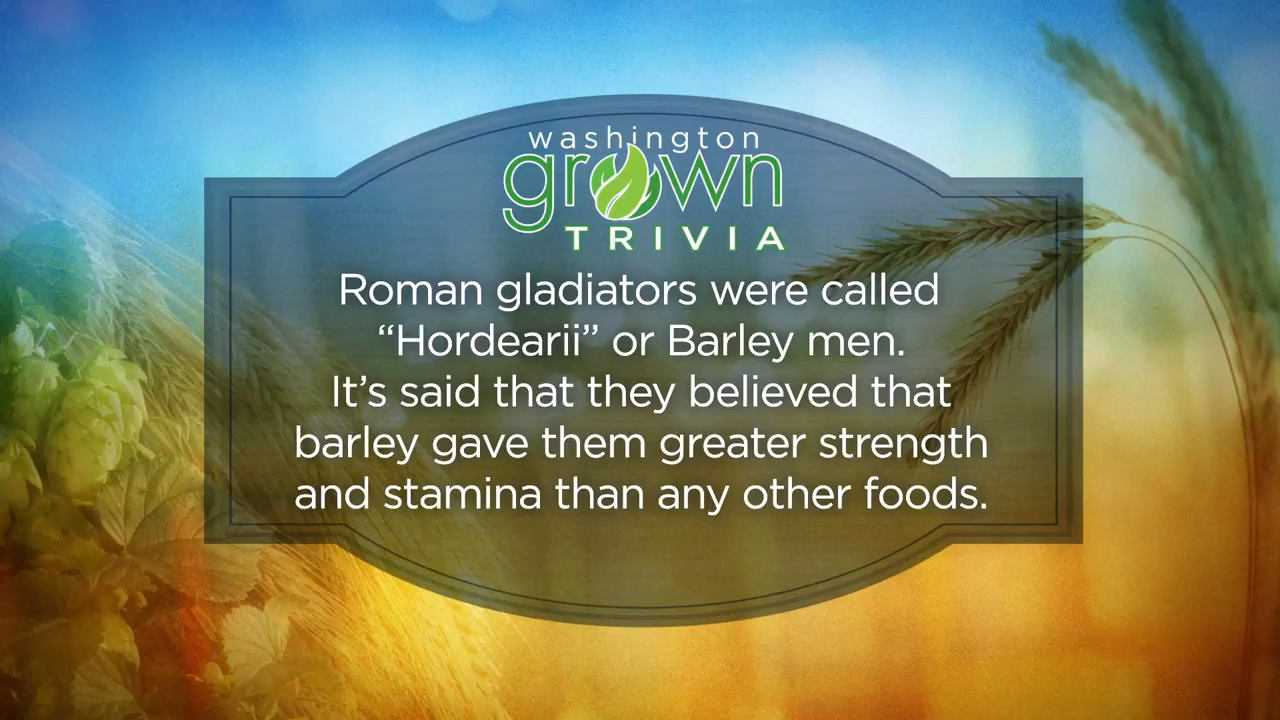 washington
grown
TRIVIA
Roman gladiators were called
“Hordearii” or Barley men.
It’s said that they believed that
barley gave them greater strength
and stamina than any other foods.